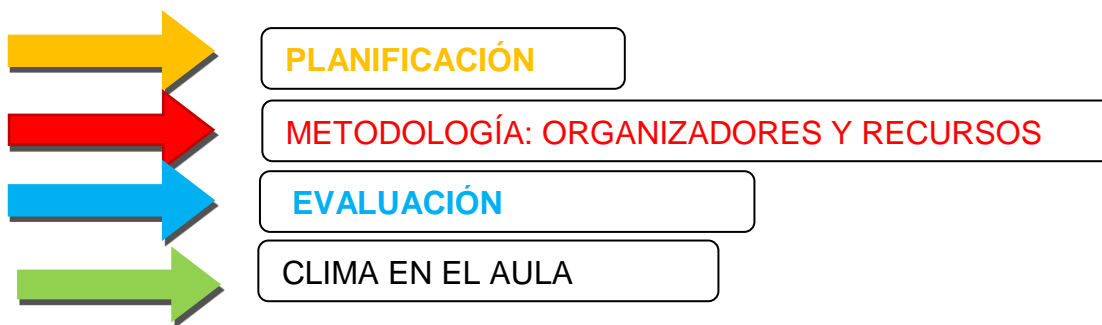 PLANIFICACIÓN
METODOLOGÍA: ORGANIZADORES Y RECURSOS
EVALUACIÓN
CLIMA EN EL AULA